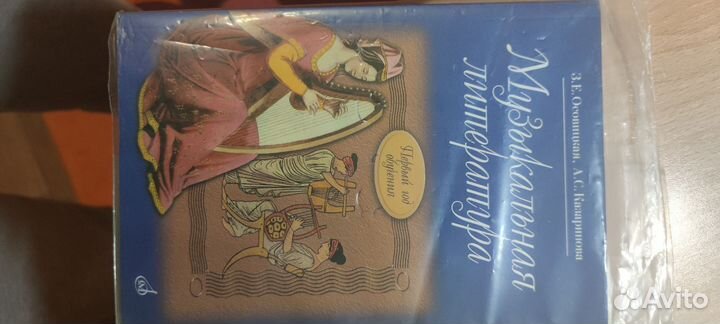 З. Е. Осовицкая, А. С. Казаринова
Музыкальная
литература
Первый год
обучения
Avito